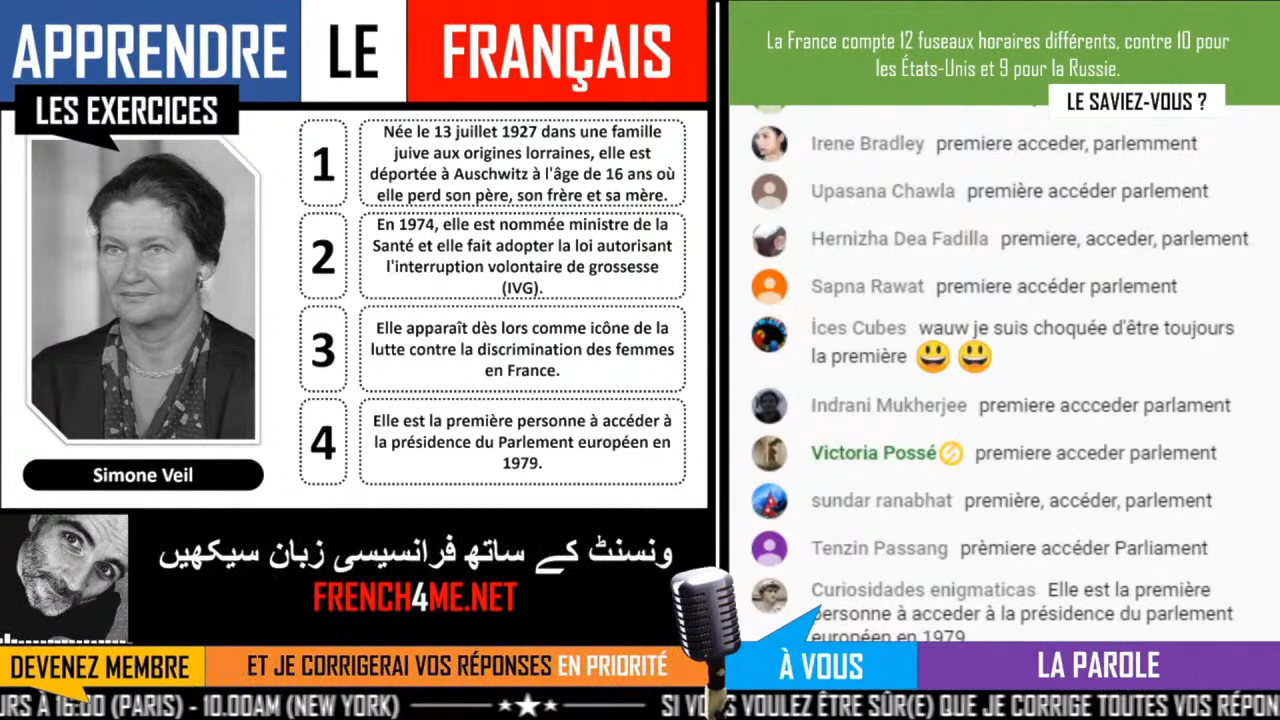 APPRENDRE LE FRANÇAIS
LES EXERCICES
Simone Veil
1
Née le 13 juillet 1927 dans une famille
juive aux origines lorraines, elle est
déportée à Auschwitz à l'âge de 16 ans où
elle perd son père, son frère et sa mère.
2
En 1974, elle est nommée ministre de la
Santé et elle fait adopter la loi autorisant
l'interruption volontaire de grossesse
(IVG).
3
Elle apparaît dès lors comme icône de la
lutte contre la discrimination des femmes
en France.
4
Elle est la première personne à accéder à
la présidence du Parlement européen en
1979.
ونسنٹ کے ساتھ فرانسیسی زبان سیکھیں
FRENCH4ME.NET
DEVENEZ MEMBRE
ET JE CORRIGERAI VOS RÉPONSES EN PRIORITÉ
La France compte 12 fuseaux horaires différents, contre 10 pour
les États-Unis et 9 pour la Russie.
LE SAVIEZ-VOUS ?
Irene Bradley premiere acceder, parlemment
Upasana Chawla première accéder parlement
Hernizha Dea Fadilla premiere, acceder, parlement
Sapna Rawat premiere accéder parlement
İces Cubes wauw je suis choquée d'être toujours
la première
Indrani Mukherjee premiere accceder parlament
Victoria Possé premiere acceder parlement
sundar ranabhat première, accéder, parlement
Tenzin Passang prèmiere accéder Parliament
Curiosidades enigmaticas Elle est la première
personne à acceder à la présidence du parlement
européen en 1979
À VOUS
LA PAROLE
URS À 16:00 (PARIS) - 10.00AM (NEW YORK)
SI VOUS VOULEZ ÊTRE SÛR(E) QUE JE CORRIGE TOUTES VOS RÉPON